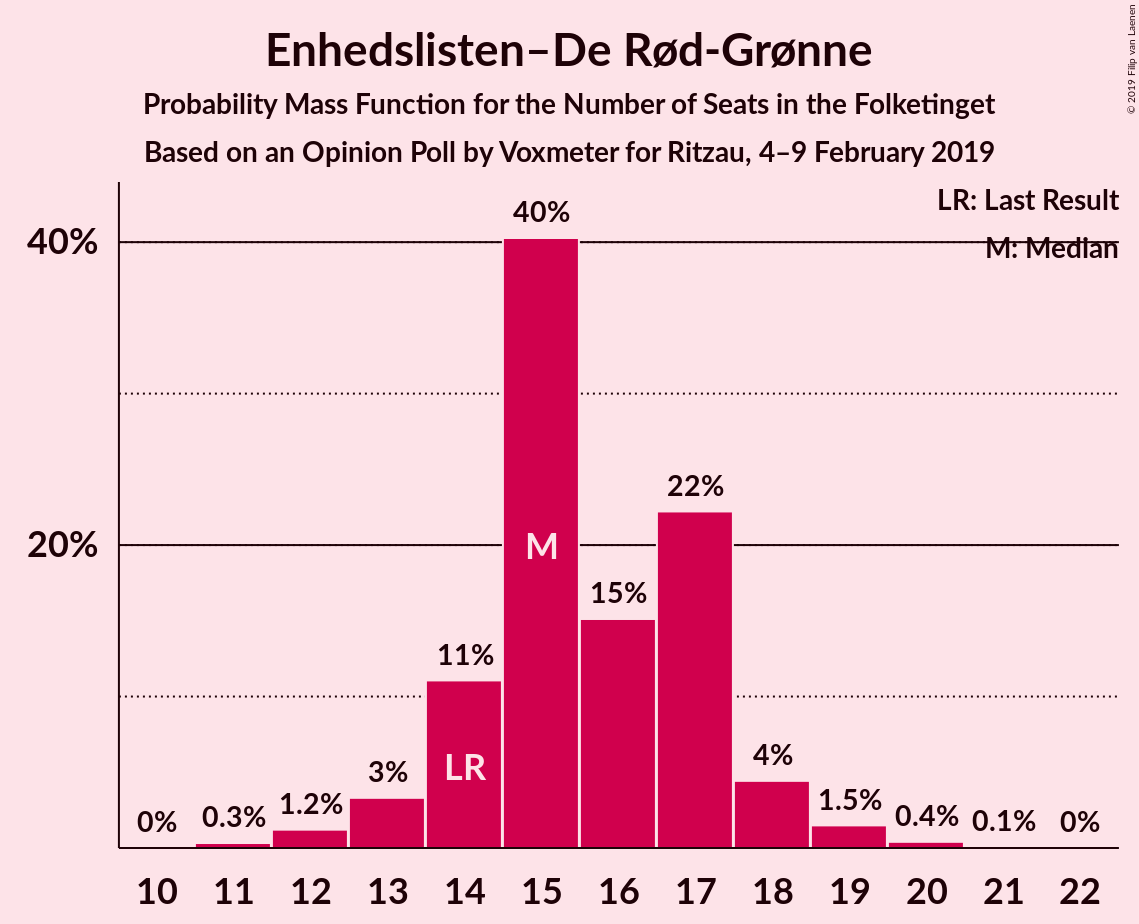 Enhedslisten–De Rød-Grønne
Probability Mass Function for the Number of Seats in the Folketinget
Based on an Opinion Poll by Voxmeter for Ritzau, 4–9 February 2019
© 2019 Filip van Laenen
LR: Last Result
M: Median
40%
20%
0%
0.3%
1.2%
3%
11%
40%
15%
22%
4%
1.5%
0.4%
0.1%
0%
LR
M
10 11 12 13 14 15 16 17 18 19 20 21 22